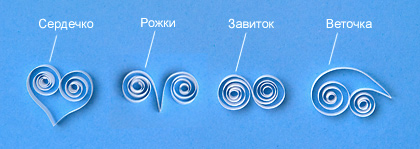 Сердечко
Рожки
Завиток
Веточка